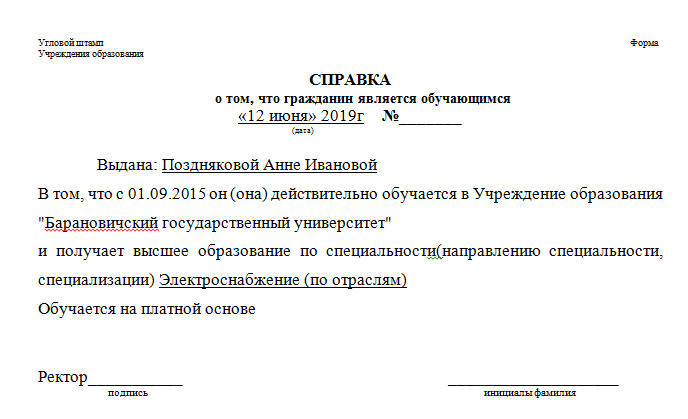 Угловой штамп Форма
Учреждения образования
СПРАВКА
о том, что гражданин является обучающимся
«12 июня» 2019г №_______
(дата)
Выдана: Поздняковой Анне Ивановой
В том, что с 01.09.2015 он (она) действительно обучается в Учреждение образования
"Барановичский государственный университет"
и получает высшее образование по специальности(направлению специальности,
специализации) Электроснабжение (по отраслям)
Обучается на платной основе
Ректор___________ ____________________
подпись инициалы фамилия